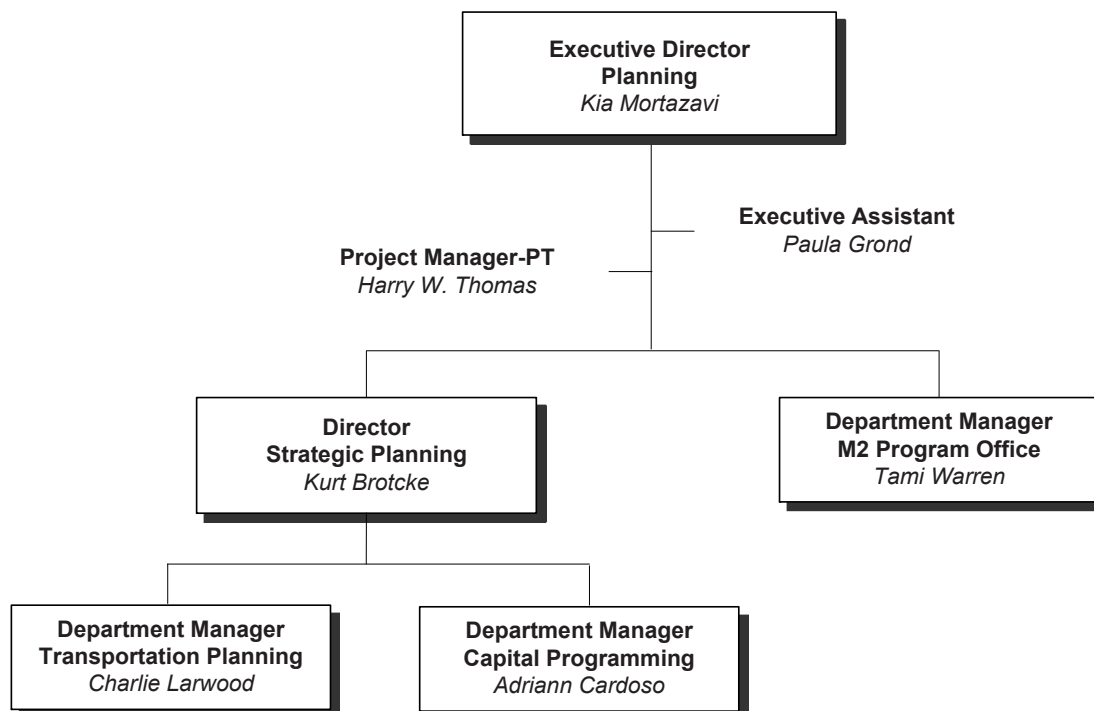 Executive Director
Planning
Kia Mortazavi
Executive Assistant
Paula Grond
Project Manager-PT
Harry W. Thomas
Director
Strategic Planning
Kurt Brotcke
Department Manager
M2 Program Office
Tami Warren
Department Manager
Transportation Planning
Charlie Larwood
Department Manager
Capital Programming
Adriann Cardoso